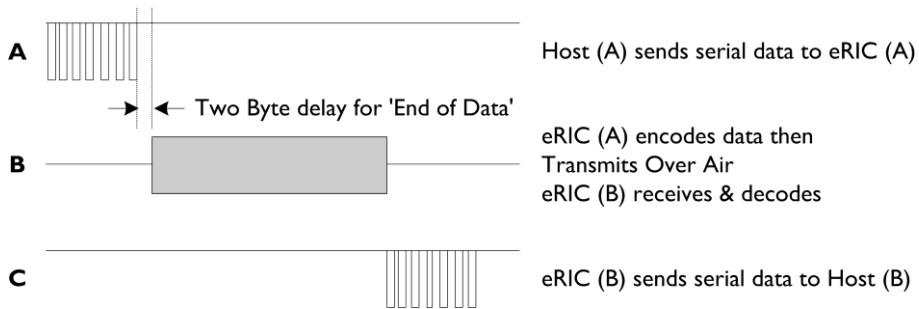 A
Host (A) sends serial data to eRIC (A)
Two Byte delay for 'End of Data'
B
eRIC (A) encodes data then
Transmits Over Air
eRIC (B) receives & decodes
C
eRIC (B) sends serial data to Host (B)